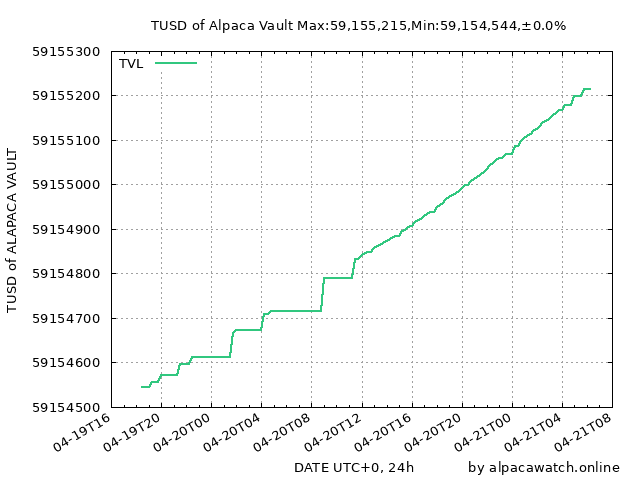 TUSD of Alpaca Vault Max:59,155,215,Min:59,154,544,±0.0%
TVL
59155300
59155200
59155100
59155000
59154900
59154800
59154700
59154600
59154500
TUSD of ALAPACA VAULT
04-19T16
04-19T20
04-20T00
04-20T04
04-20T08
04-20T12
04-20T16
04-20T20
04-21T00
04-21T04
04-21T08
DATE UTC+0, 24h
by alpacawatch.online